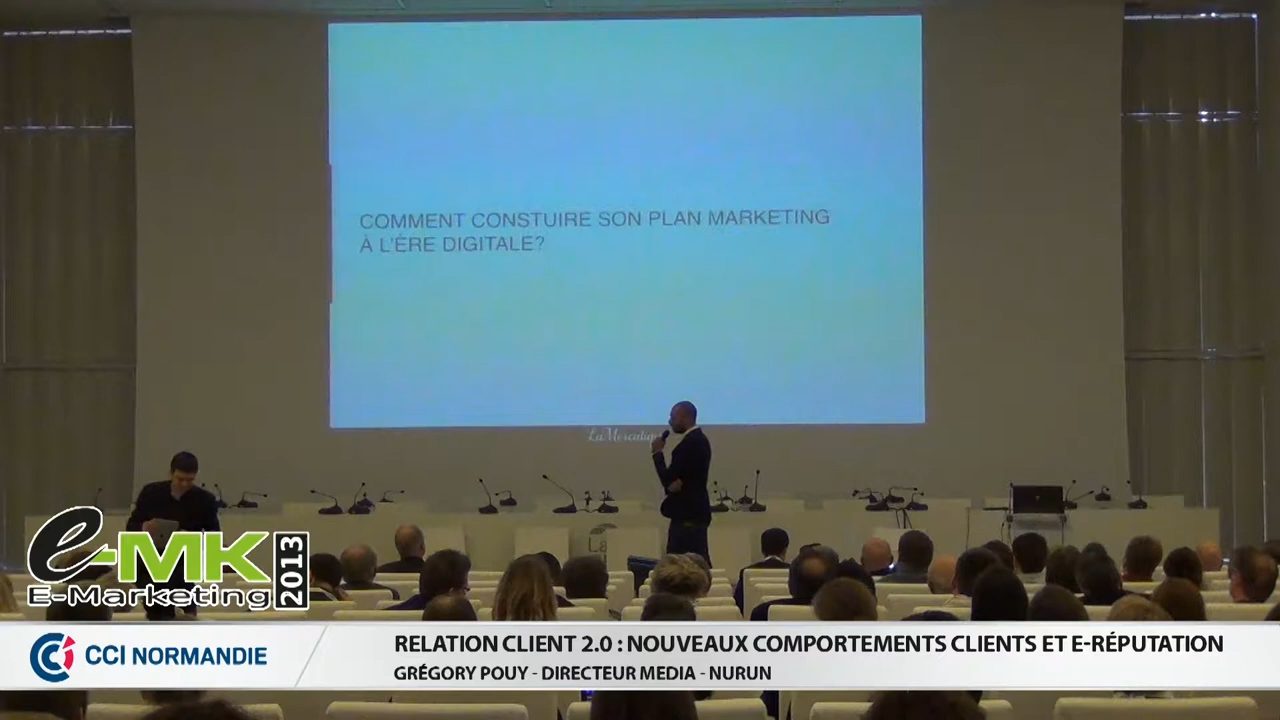 COMMENT CONSTUIRE SON PLAN MARKETING
À L'ÉRE DIGITALE?
e-MK
E-Marketing
2013
CCI NORMANDIE
RELATION CLIENT 2.0 : NOUVEAUX COMPORTEMENTS CLIENTS ET E-RÉPUTATION
GRÉGORY POUY - DIRECTEUR MEDIA - NURUN